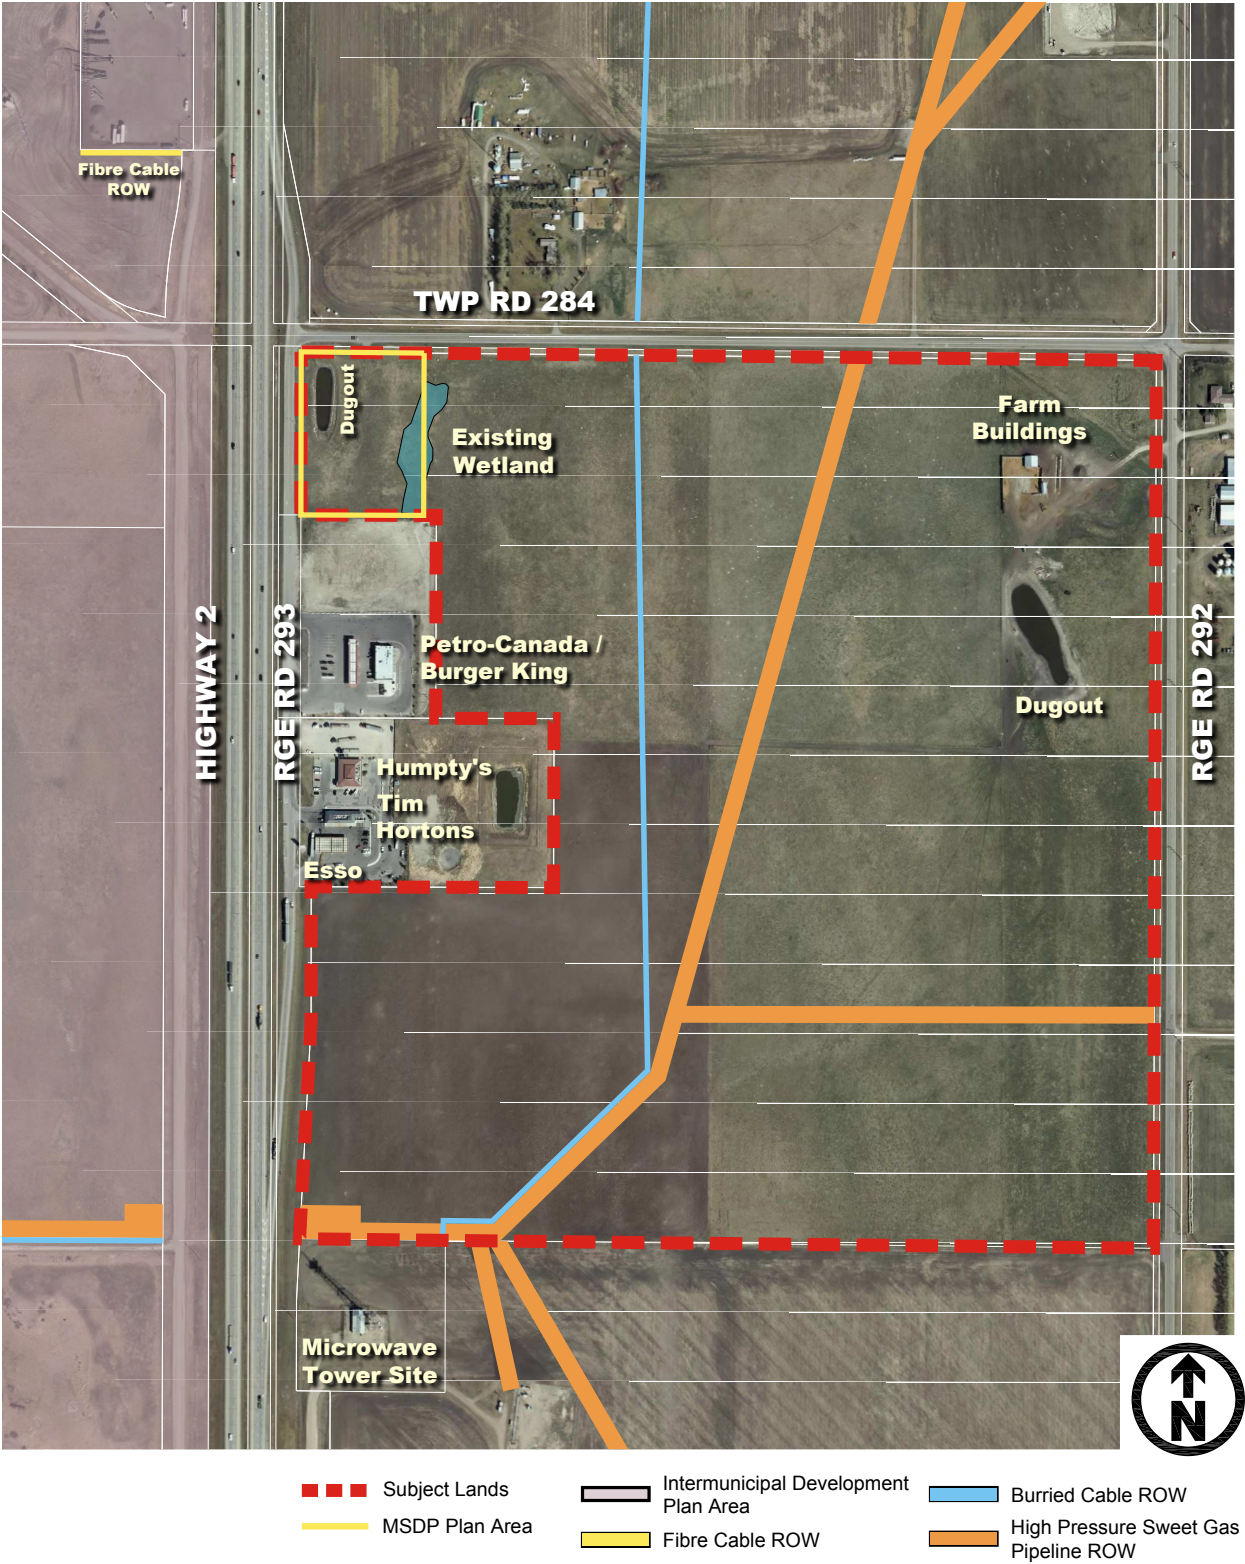 Fibre Cable
ROW
TWP RD 284
Dugout
Existing
Wetland
Farm
Buildings
HIGHWAY 2
RGE RD 293
Petro-Canada /
Burger King
RGE RD 292
Dugout
Humpty's
Tim
Hortons
Esso
Microwave
Tower Site
N
Subject Lands
MSDP Plan Area
Intermunicipal Development
Plan Area
Fibre Cable ROW
Burried Cable ROW
High Pressure Sweet Gas
Pipeline ROW